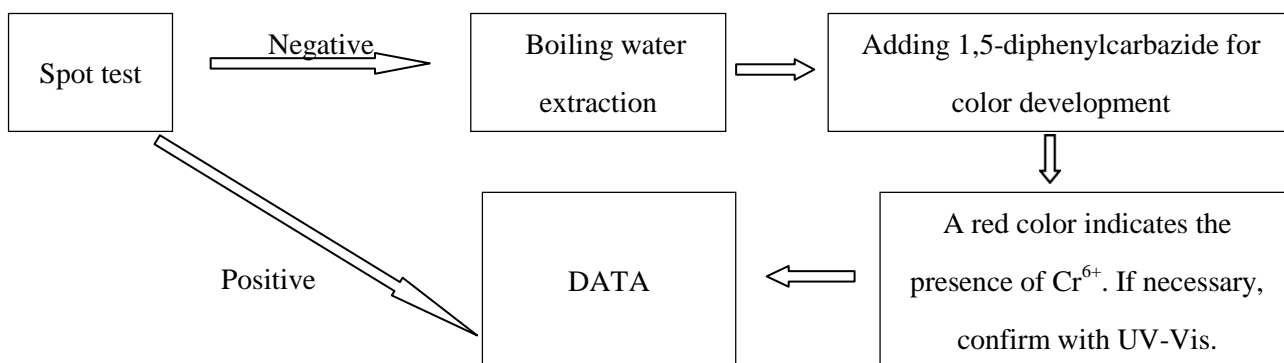 Spot test
Negative
Boiling water
extraction
Adding 1,5-diphenylcarbazide for
color development
A red color indicates the
presence of Cr⁶⁺. If necessary,
confirm with UV-Vis.
DATA
Positive